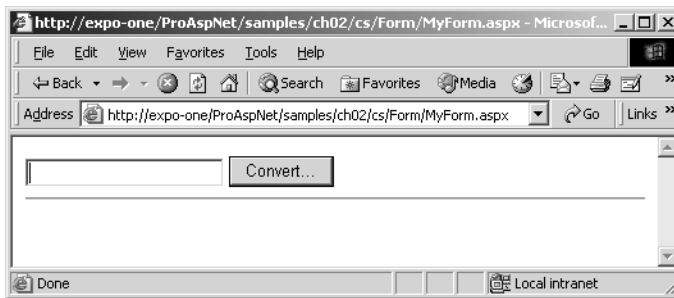 http://expo-one/ProAspNet/samples/ch02/cs/Form/MyForm.aspx - Microsof...
File Edit View Favorites Tools Help
Back Search Favorites Media »
Address http://expo-one/ProAspNet/samples/ch02/cs/Form/MyForm.aspx Go Links »
Convert...
Done Local intranet